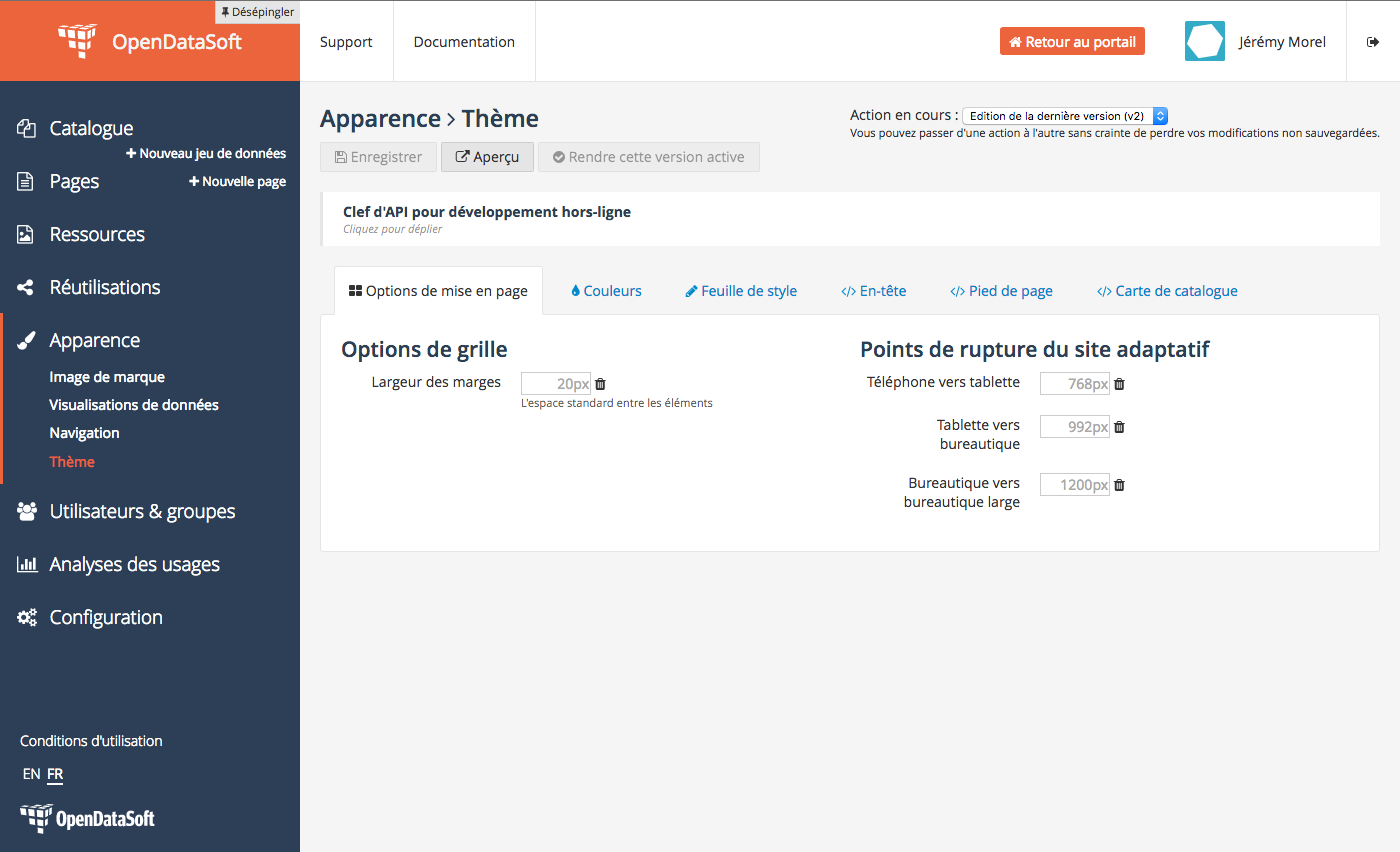 Désépingler
OpenDataSoft
Support
Documentation
Retour au portail
Jérémy Morel
Catalogue
Nouveau jeu de données
Pages
Nouvelle page
Ressources
Réutilisations
Apparence
Image de marque
Visualisations de données
Navigation
Thème
Utilisateurs & groupes
Analyses des usages
Configuration
Conditions d'utilisation
EN FR
OpenDataSoft
Apparence > Thème
Action en cours : Edition de la dernière version (v2)
Vous pouvez passer d'une action à l'autre sans crainte de perdre vos modifications non sauvegardées.
Enregistrer
Aperçu
Rendre cette version active
Clef d'API pour développement hors-ligne
Cliquez pour déplier
Options de mise en page
Couleurs
Feuille de style
</> En-tête
</> Pied de page
</> Carte de catalogue
Options de grille
Largeur des marges 20px
L'espace standard entre les éléments
Points de rupture du site adaptatif
Téléphone vers tablette 768px
Tablette vers
bureautique
992px
Bureautique vers
bureautique large
1200px